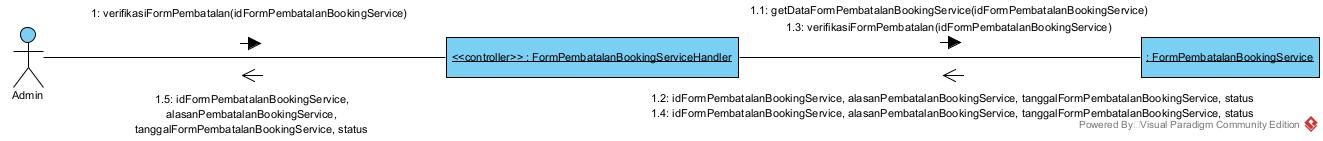 1: verifikasiFormPembatalan(idFormPembatalanBookingService)
1.1: getDataFormPembatalanBookingService(idFormPembatalanBookingService)
1.3: verifikasiFormPembatalan(idFormPembatalanBookingService)
<<controller>> : FormPembatalanBookingServiceHandler
: FormPembatalanBookingService
Admin
1.5: idFormPembatalanBookingService,
alasanPembatalanBookingService,
tanggalFormPembatalanBookingService, status
1.2: idFormPembatalanBookingService, alasanPembatalanBookingService, tanggalFormPembatalanBookingService, status
1.4: idFormPembatalanBookingService, alasanPembatalanBookingService, tanggalFormPembatalanBookingService, status
Powered By Visual Paradigm Community Edition